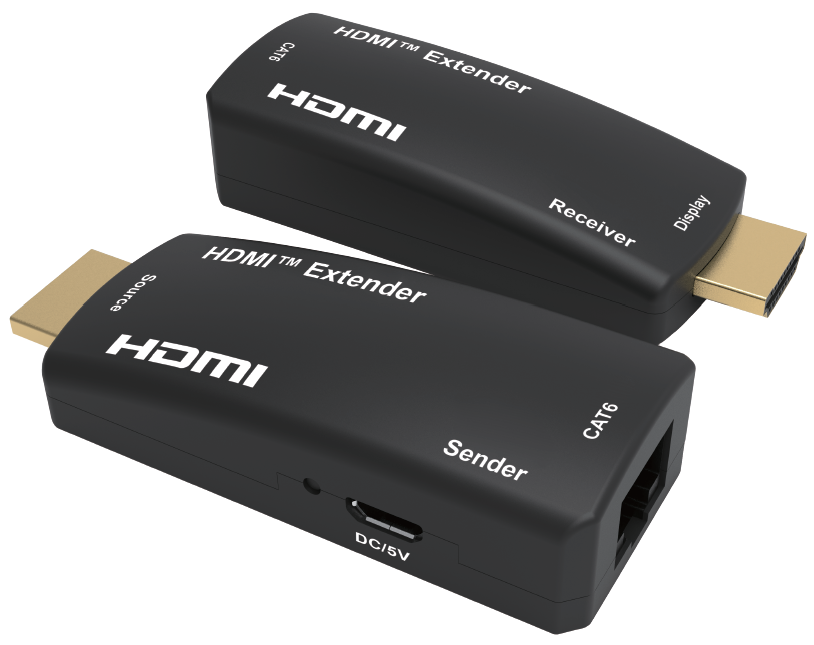 CAT6
HDMI™ Extender
HDMI
Receiver
Display
Source
HDMI™ Extender
HDMI
Sender
CAT6
DC/5V